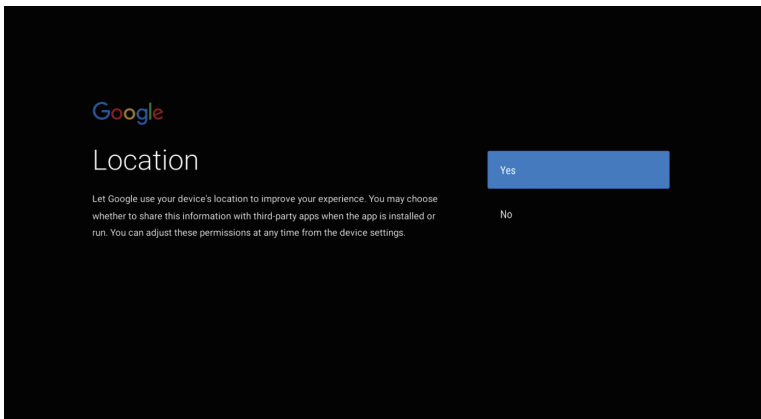 Google
Location
Let Google use your device's location to improve your experience. You may choose
whether to share this information with third-party apps when the app is installed or
run. You can adjust these permissions at any time from the device settings.
Yes
No